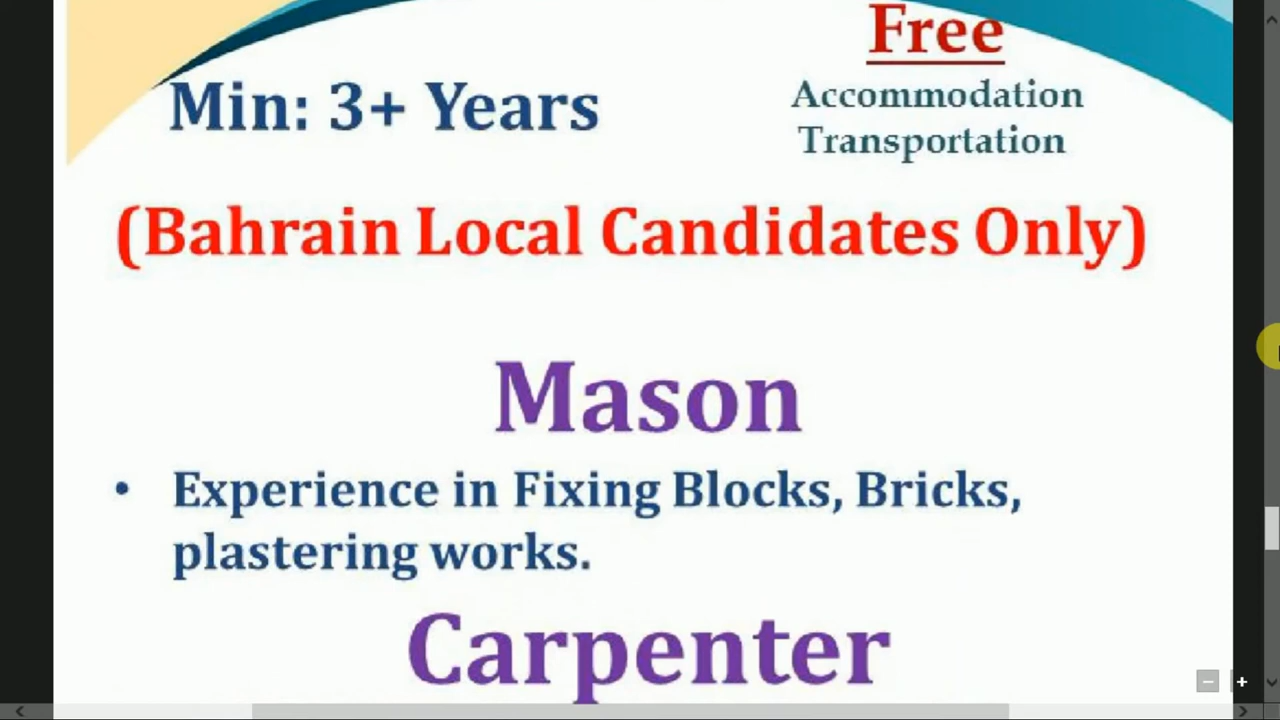 Free
Min: 3+ Years
Accommodation
Transportation
(Bahrain Local Candidates Only)
Mason
• Experience in Fixing Blocks, Bricks,
plastering works.
Carpenter